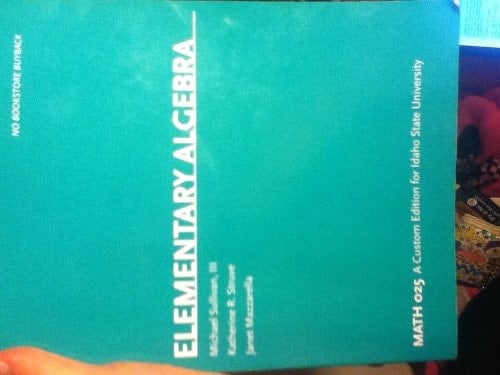 NO BOOKSTORE BUYBACK
ELEMENTARY ALGEBRA
Michael Sullivan, III
Katherine R. Struve
Janet Mazzarella
MATH 025 A Custom Edition for Idaho State University